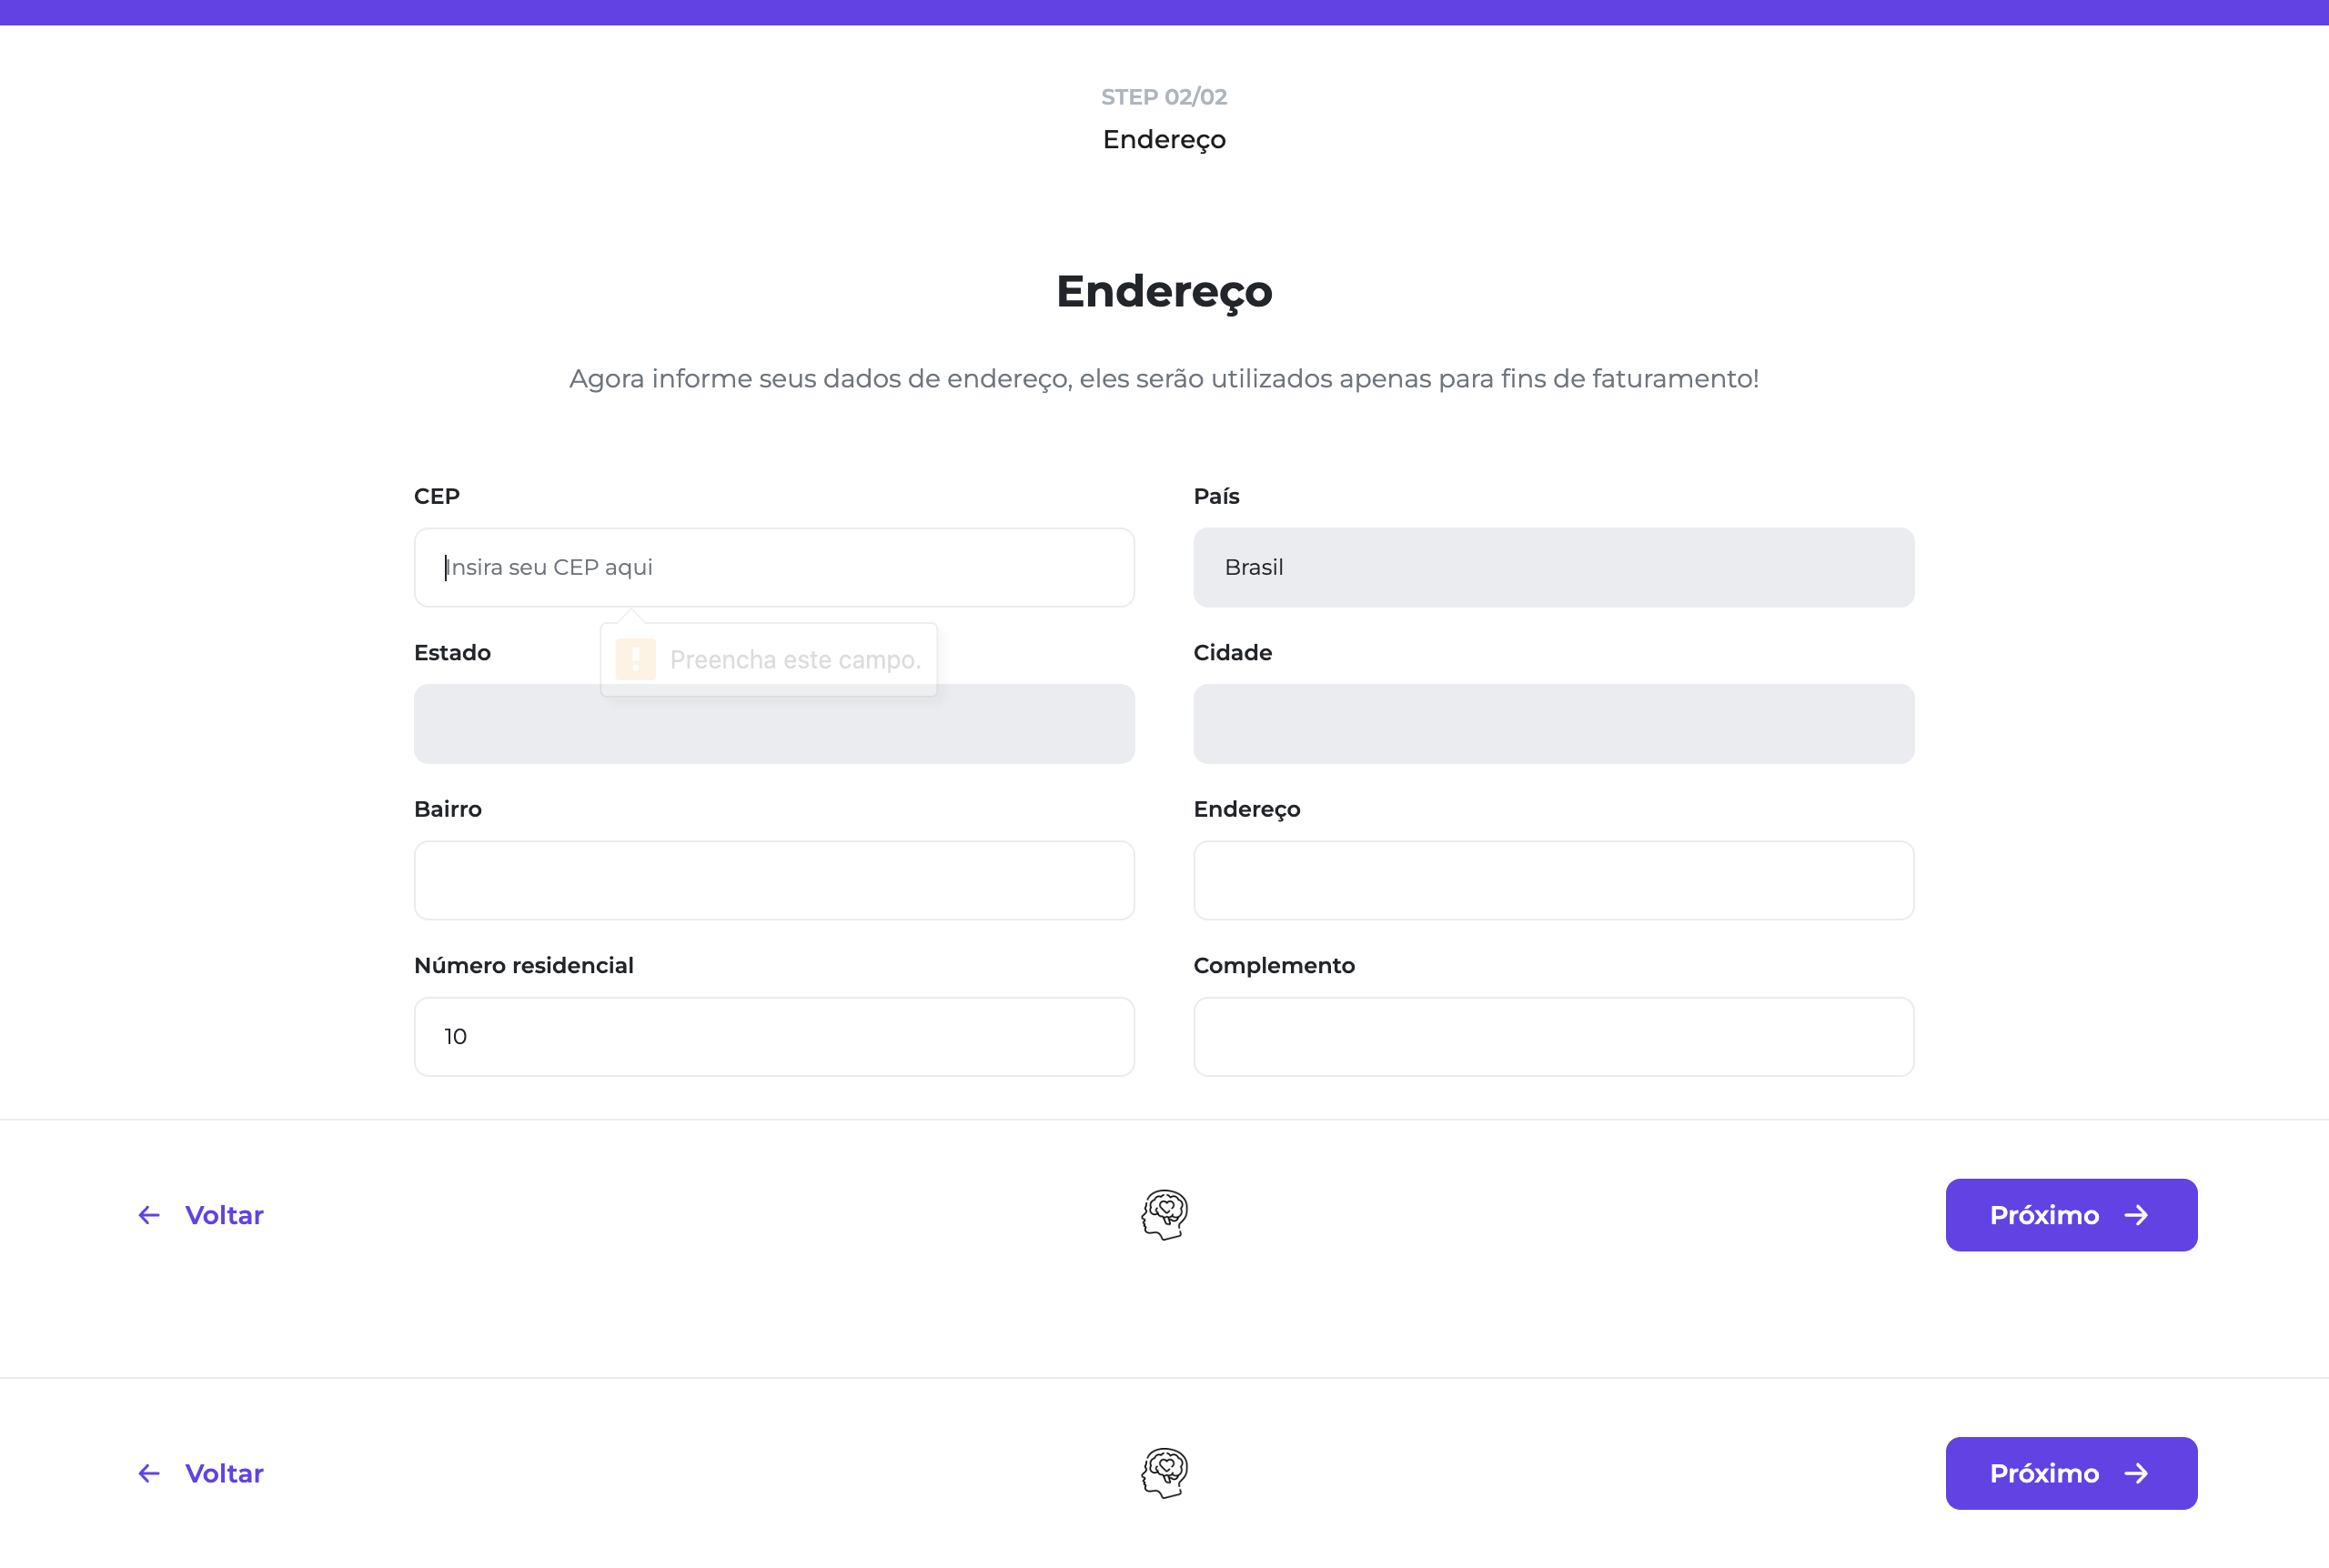 STEP 02/02
Endereço
Endereço
Agora informe seus dados de endereço, eles serão utilizados apenas para fins de faturamento!
CEP
País
Insira seu CEP aqui
Brasil
Preencha este campo.
Estado
Cidade
Bairro
Endereço
Número residencial
Complemento
10
Voltar
Próximo
Voltar
Próximo